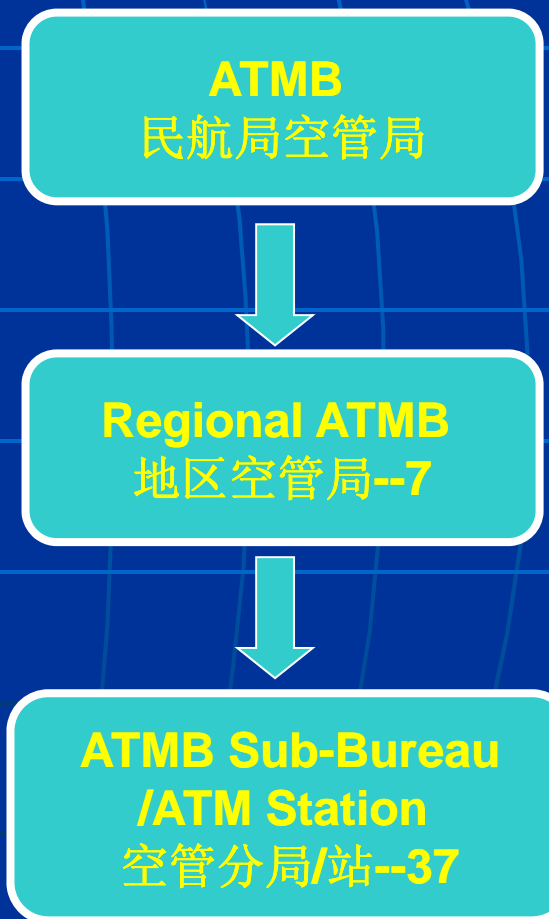 ATMB
民航局空管局
Regional ATMB
地区空管局--7
ATMB Sub-Bureau
/ATM Station
空管分局/站--37